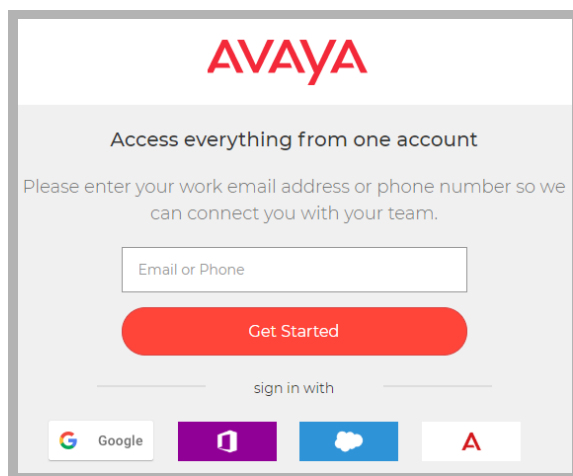 AVAYA
Access everything from one account
Please enter your work email address or phone number so we
can connect you with your team.
Email or Phone
Get Started
sign in with
Google